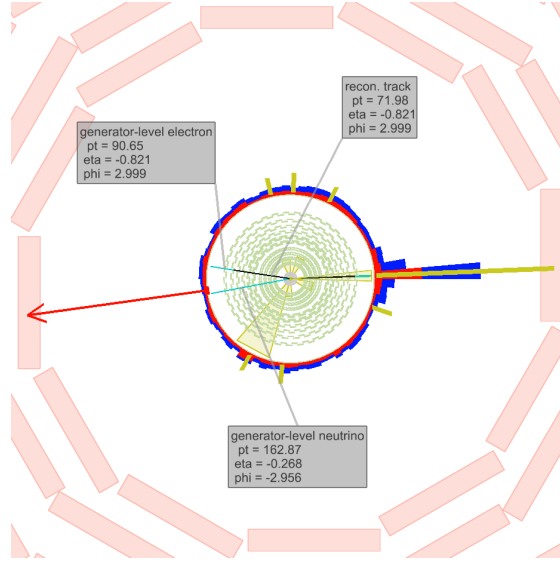 recon. track
pt = 71.98
eta = -0.821
phi = 2.999
generator-level electron
pt = 90.65
eta = -0.821
phi = 2.999
generator-level neutrino
pt = 162.87
eta = -0.268
phi = -2.956